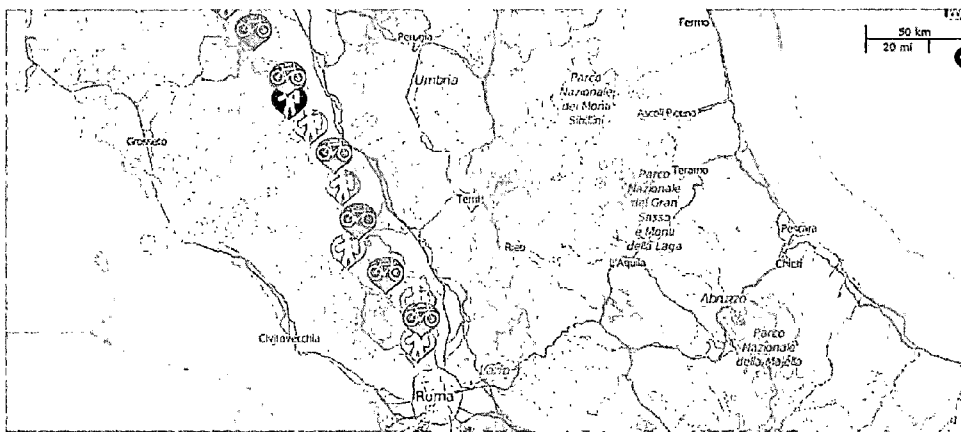 Fermo
50 km
20 mi
Perugia
Umbria
Parco
Nazionale
dei Monti
Sibillini
Ascoli Piceno
Grosseto
Parco
Nazionale
del Gran
Sasso
e Monti
della Laga
Teramo
Terni
Rieti
Pescara
L'Aquila
Chieti
Abruzzo
Civitavecchia
Parco
Nazionale
della Majella
Lazio
Roma